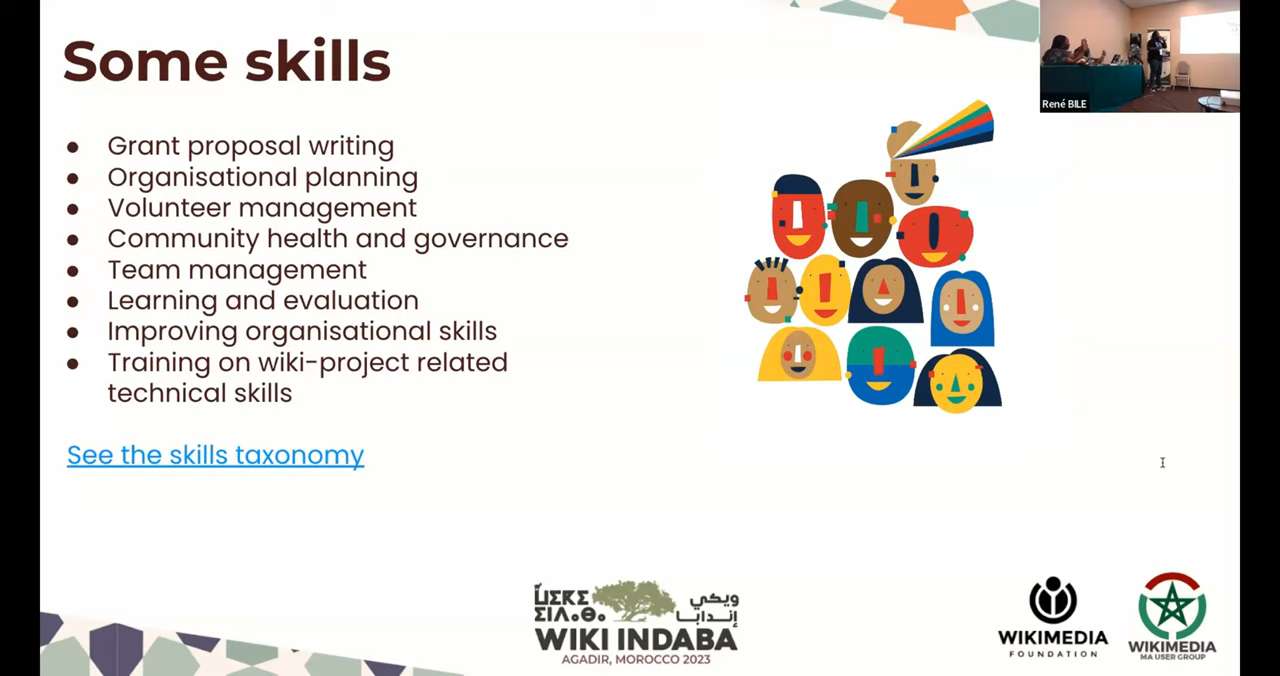 Some skills
René BILE
● Grant proposal writing
● Organisational planning
● Volunteer management
● Community health and governance
● Team management
● Learning and evaluation
● Improving organisational skills
● Training on wiki-project related
technical skills
See the skills taxonomy
ويكي
إندابا
WIKI INDABA
AGADIR, MOROCCO 2023
WIKIMEDIA
FOUNDATION
WIKIMEDIA
MA USER GROUP